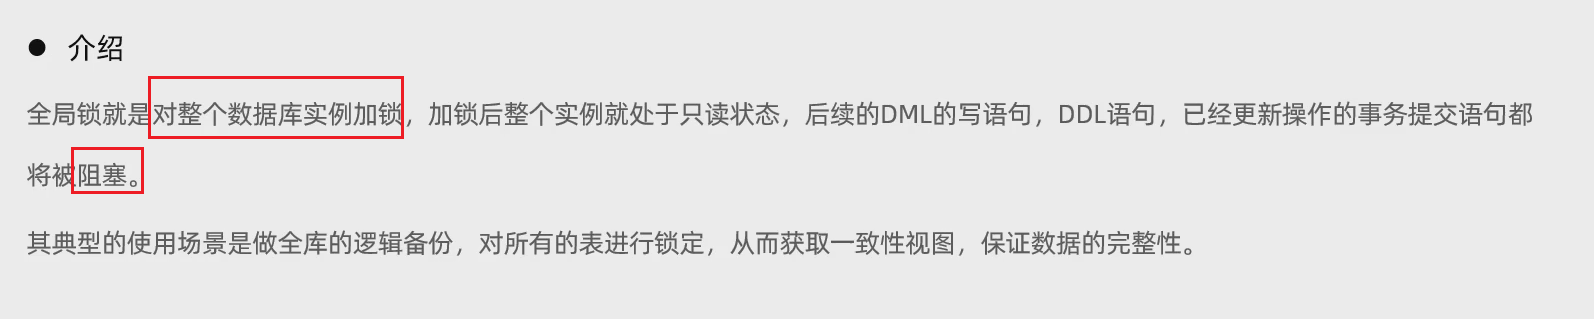 ● 介绍
全局锁就是对整个数据库实例加锁，加锁后整个实例就处于只读状态，后续的DML的写语句，DDL语句，已经更新操作的事务提交语句都
将被阻塞。
其典型的使用场景是做全库的逻辑备份，对所有的表进行锁定，从而获取一致性视图，保证数据的完整性。